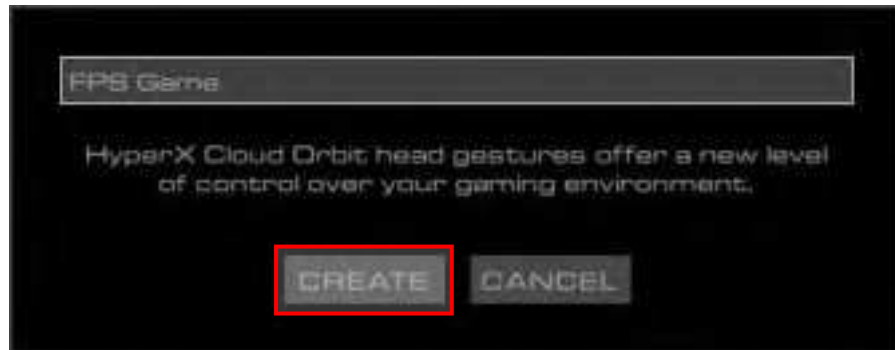 FPS Game
HyperX Cloud Orbit head gestures offer a new level
of control over your gaming environment.
CREATE CANCEL